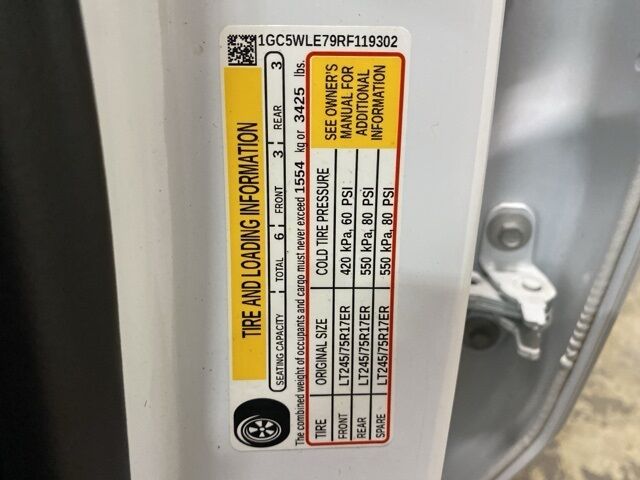 1GC5WLE79RF119302
TIRE AND LOADING INFORMATION
SEATING CAPACITY TOTAL 6 FRONT 3 REAR 3
The combined weight of occupants and cargo must never exceed 1554 kg or 3425 lbs.
TIRE ORIGINAL SIZE COLD TIRE PRESSURE
FRONT LT245/75R17ER 420 kPa, 60 PSI
REAR LT245/75R17ER 550 kPa, 80 PSI
SPARE LT245/75R17ER 550 kPa, 80 PSI
SEE OWNER'S
MANUAL FOR
ADDITIONAL
INFORMATION